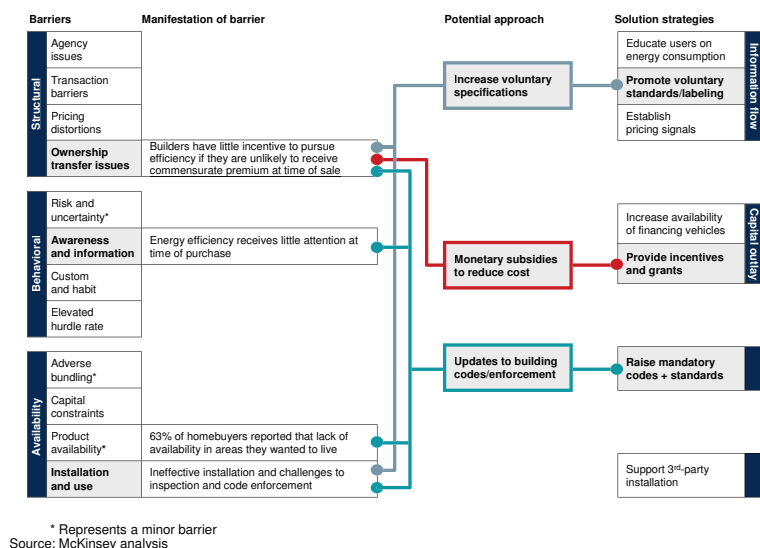 Barriers
Manifestation of barrier
Potential approach
Solution strategies
Structural
Agency
issues
Transaction
barriers
Pricing
distortions
Ownership
transfer issues
Builders have little incentive to pursue
efficiency if they are unlikely to receive
commensurate premium at time of sale
Behavioral
Risk and
uncertainty*
Awareness
and information
Energy efficiency receives little attention at
time of purchase
Custom
and habit
Elevated
hurdle rate
Availability
Adverse
bundling*
Capital
constraints
Product
availability*
63% of homebuyers reported that lack of
availability in areas they wanted to live
Installation
and use
Ineffective installation and challenges to
inspection and code enforcement
Increase voluntary
specifications
Monetary subsidies
to reduce cost
Updates to building
codes/enforcement
Educate users on
energy consumption
Promote voluntary
standards/labeling
Establish
pricing signals
Information flow
Increase availability
of financing vehicles
Provide incentives
and grants
Capital outlay
Raise mandatory
codes + standards
Support 3rd-party
installation
* Represents a minor barrier
Source: McKinsey analysis